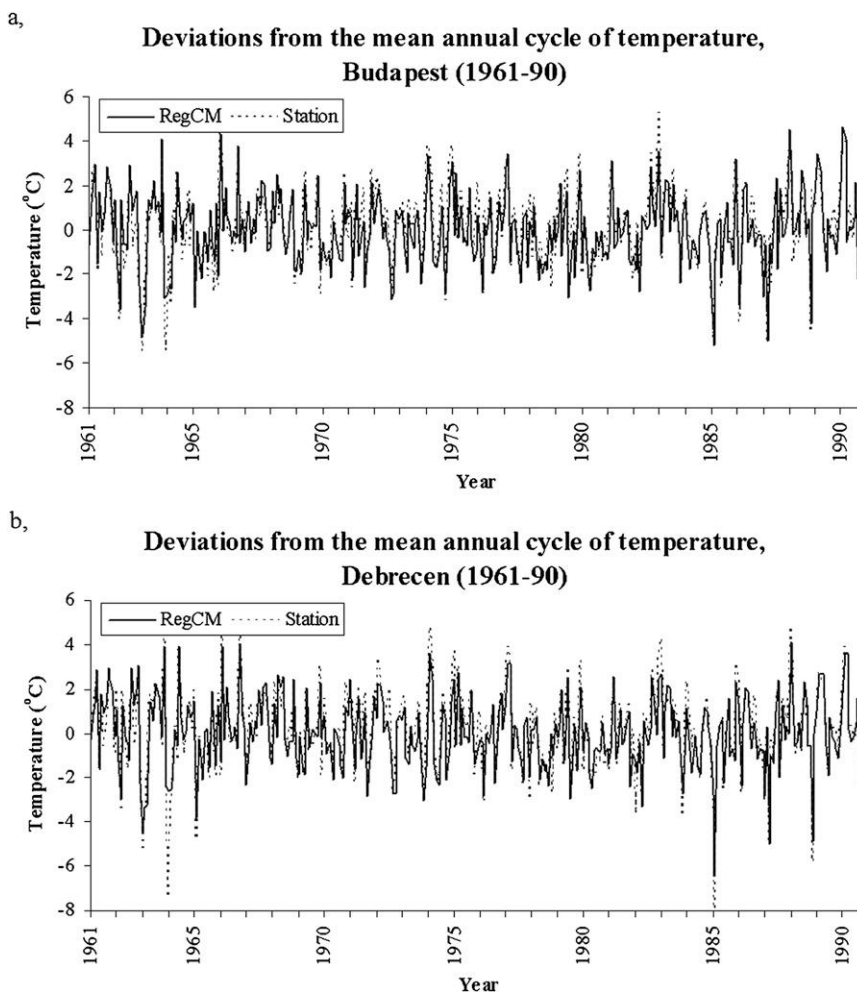 a,
Deviations from the mean annual cycle of temperature,
Budapest (1961-90)
RegCM
Station
6
4
2
0
-2
-4
-6
-8
Temperature (°C)
1961
1965
1970
1975
1980
1985
1990
Year
b,
Deviations from the mean annual cycle of temperature,
Debrecen (1961-90)
RegCM
Station
6
4
2
0
-2
-4
-6
-8
Temperature (°C)
1961
1965
1970
1975
1980
1985
1990
Year